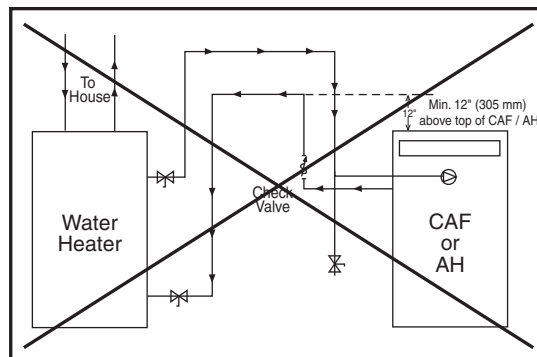 To
House
12"
Min. 12" (305 mm)
above top of CAF / AH
Check
Valve
Water
Heater
CAF
or
AH